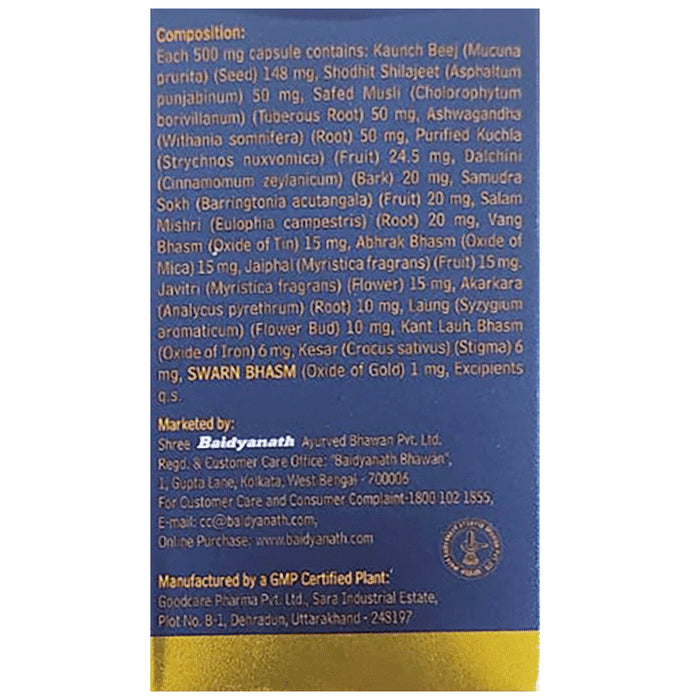 Composition:
Each 500 mg capsule contains: Kaunch Beej (Mucuna
prurita) (Seed) 148 mg, Shodhit Shilajeet (Asphaltum
punjabinum) 50 mg, Safed Musli (Cholorophytum
borivillanum) (Tuberous Root) 50 mg, Ashwagandha
(Withania somnifera) (Root) 50 mg, Purified Kuchla
(Strychnos nuxvomica) (Fruit) 24.5 mg, Dalchini
(Cinnamomum zeylanicum) (Bark) 20 mg, Samudra
Sokh (Barringtonia acutangala) (Fruit) 20 mg, Salam
Mishri (Eulophia campestris) (Root) 20 mg, Vang
Bhasm (Oxide of Tin) 15 mg, Abhrak Bhasm (Oxide of
Mica) 15 mg, Jaiphal (Myristica fragrans) (Fruit) 15 mg.
Javitri (Myristica fragrans) (Flower) 15 mg, Akarkara
(Analycus pyrethrum) (Root) 10 mg, Laung (Syzygium
aromaticum) (Flower Bud) 10 mg, Kant Lauh Bhasm
(Oxide of Iron) 6 mg, Kesar (Crocus sativus) (Stigma) 6
mg, SWARN BHASM (Oxide of Gold) 1 mg, Excipients
q.s.
Marketed by:
Shree Baidyanath Ayurved Bhawan Pvt. Ltd.
Regd. & Customer Care Office: "Baidyanath Bhawan",
1, Gupta Lane, Kolkata, West Bengal - 700006
For Customer Care and Consumer Complaint-1800 102 1855,
E-mail: cc@baidyanath.com,
Online Purchase: www.baidyanath.com
Manufactured by a GMP Certified Plant:
Goodcare Pharma Pvt. Ltd., Sara Industrial Estate,
Plot No. B-1, Dehradun, Uttarakhand - 248197